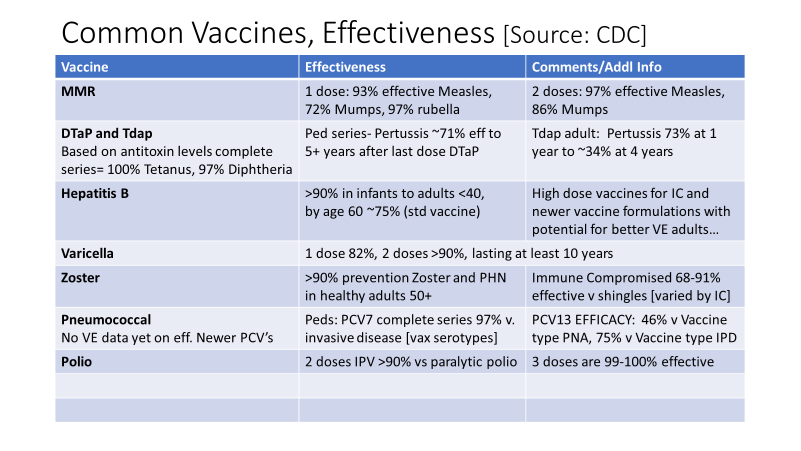 Common Vaccines, Effectiveness [Source: CDC]
Vaccine
Effectiveness
Comments/Addl Info
MMR
1 dose: 93% effective Measles,
72% Mumps, 97% rubella
2 doses: 97% effective Measles,
86% Mumps
DTaP and Tdap
Based on antitoxin levels complete
series= 100% Tetanus, 97% Diphtheria
Ped series- Pertussis ~71% eff to
5+ years after last dose DTaP
Tdap adult:  Pertussis 73% at 1
year to ~34% at 4 years
Hepatitis B
>90% in infants to adults <40,
by age 60 ~75% (std vaccine)
High dose vaccines for IC and
newer vaccine formulations with
potential for better VE adults…
Varicella
1 dose 82%, 2 doses >90%, lasting at least 10 years
Zoster
>90% prevention Zoster and PHN
in healthy adults 50+
Immune Compromised 68-91%
effective v shingles [varied by IC]
Pneumococcal
No VE data yet on eff. Newer PCV’s
Peds: PCV7 complete series 97% v.
invasive disease [vax serotypes]
PCV13 EFFICACY:  46% v Vaccine
type PNA, 75% v Vaccine type IPD
Polio
2 doses IPV >90% vs paralytic polio
3 doses are 99-100% effective